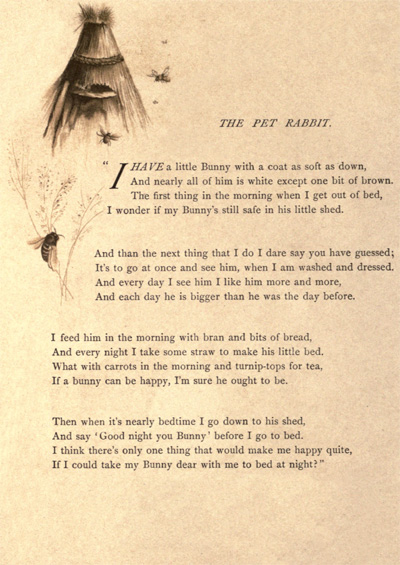 THE PET RABBIT.
"I HAVE a little Bunny with a coat as soft as down,
And nearly all of him is white except one bit of brown.
The first thing in the morning when I get out of bed,
I wonder if my Bunny's still safe in his little shed.
And than the next thing that I do I dare say you have guessed;
It's to go at once and see him, when I am washed and dressed.
And every day I see him I like him more and more,
And each day he is bigger than he was the day before.
I feed him in the morning with bran and bits of bread,
And every night I take some straw to make his little bed.
What with carrots in the morning and turnip-tops for tea,
If a bunny can be happy, I'm sure he ought to be.
Then when it's nearly bedtime I go down to his shed,
And say 'Good night you Bunny' before I go to bed.
I think there's only one thing that would make me happy quite,
If I could take my Bunny dear with me to bed at night?"